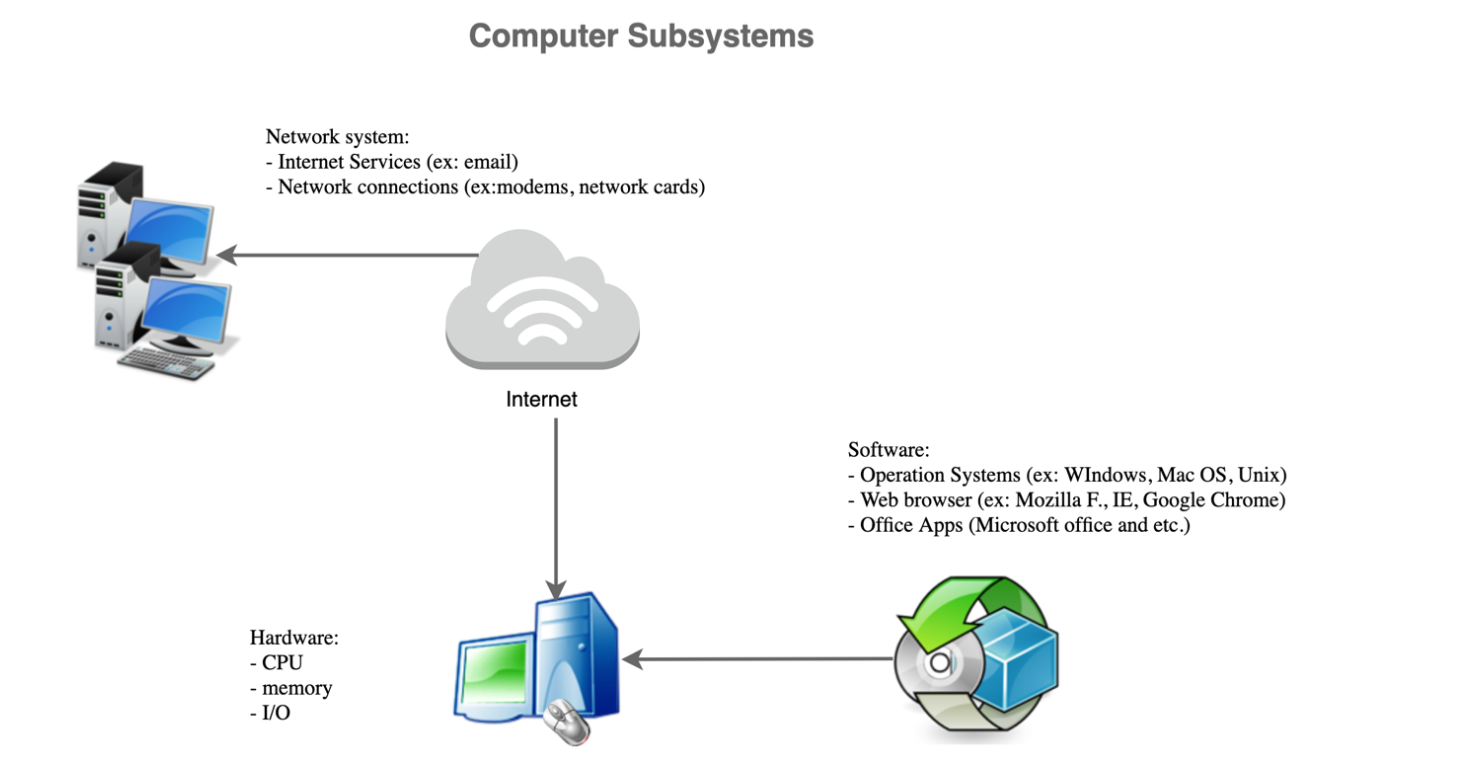 Computer Subsystems
Network system:
- Internet Services (ex: email)
- Network connections (ex:modems, network cards)
Internet
Software:
- Operation Systems (ex: WIndows, Mac OS, Unix)
- Web browser (ex: Mozilla F., IE, Google Chrome)
- Office Apps (Microsoft office and etc.)
Hardware:
- CPU
- memory
- I/O